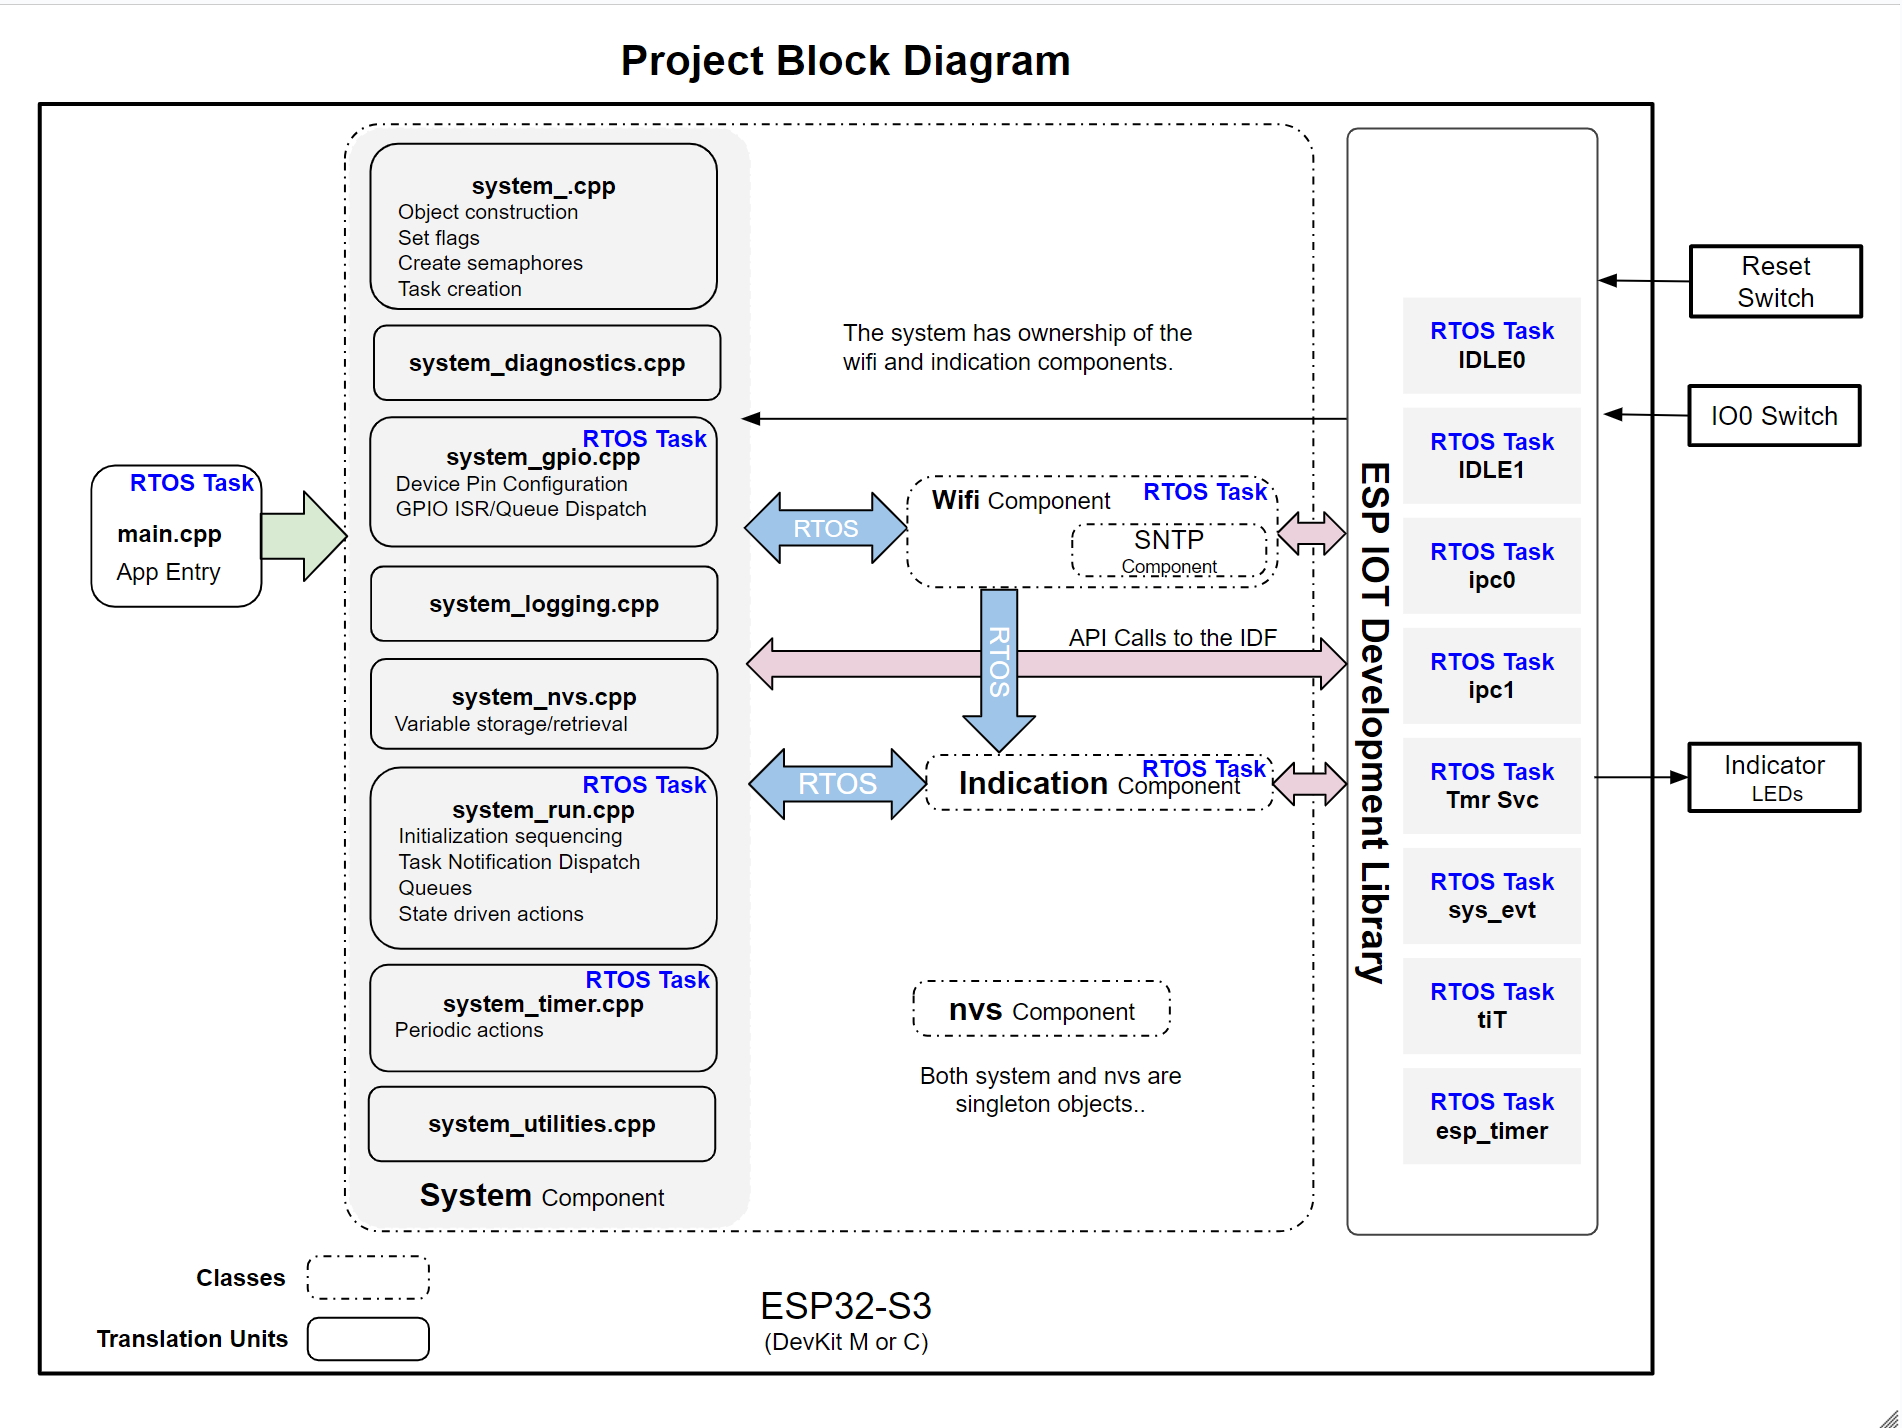 Project Block Diagram
system_.cpp
Object construction
Set flags
Create semaphores
Task creation
system_diagnostics.cpp
RTOS Task
system_gpio.cpp
Device Pin Configuration
GPIO ISR/Queue Dispatch
system_logging.cpp
system_nvs.cpp
Variable storage/retrieval
RTOS Task
system_run.cpp
Initialization sequencing
Task Notification Dispatch
Queues
State driven actions
RTOS Task
system_timer.cpp
Periodic actions
system_utilities.cpp
System Component
RTOS Task
main.cpp
App Entry
The system has ownership of the
wifi and indication components.
RTOS
Wifi Component
RTOS Task
SNTP
Component
RTOS
API Calls to the IDF
RTOS
Indication Component
RTOS Task
nvs Component
Both system and nvs are
singleton objects..
ESP IOT Development Library
RTOS Task
IDLE0
RTOS Task
IDLE1
RTOS Task
ipc0
RTOS Task
ipc1
RTOS Task
Tmr Svc
RTOS Task
sys_evt
RTOS Task
tiT
RTOS Task
esp_timer
Reset
Switch
IO0 Switch
Indicator
LEDs
Classes
Translation Units
ESP32-S3
(DevKit M or C)